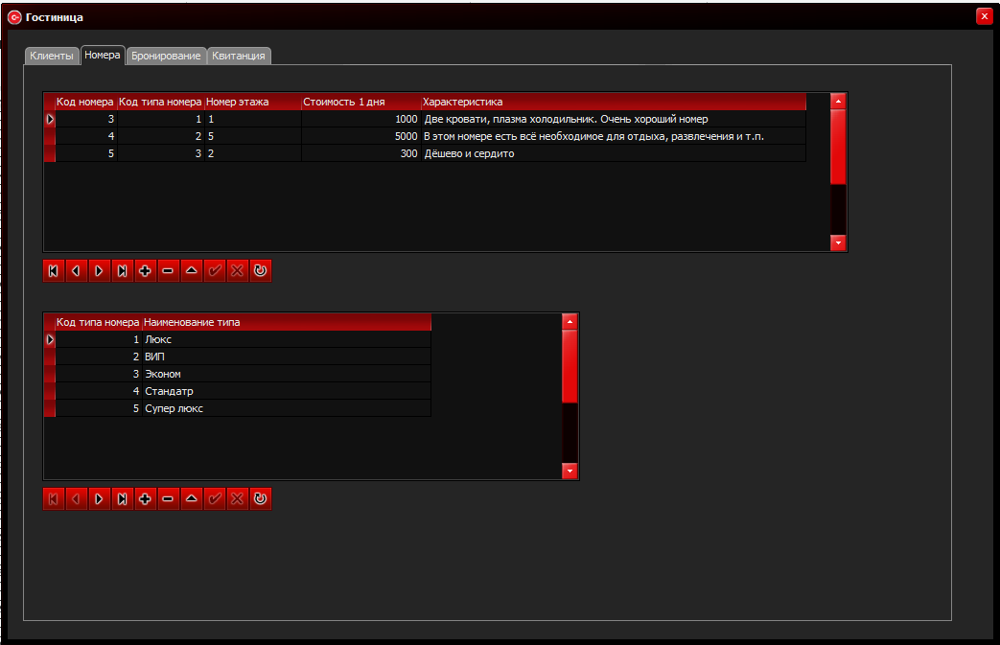 Гостиница
Клиенты Номера Бронирование Квитанция
Код номера Код типа номера Номер этажа Стоимость 1 дня Характеристика
3 1 1 1000 Две кровати, плазма холодильник. Очень хороший номер
4 2 5 5000 В этом номере есть всё необходимое для отдыха, развлечения и т.п.
5 3 2 300 Дёшево и сердито
Код типа номера Наименование типа
1 Люкс
2 ВИП
3 Эконом
4 Стандатр
5 Супер люкс